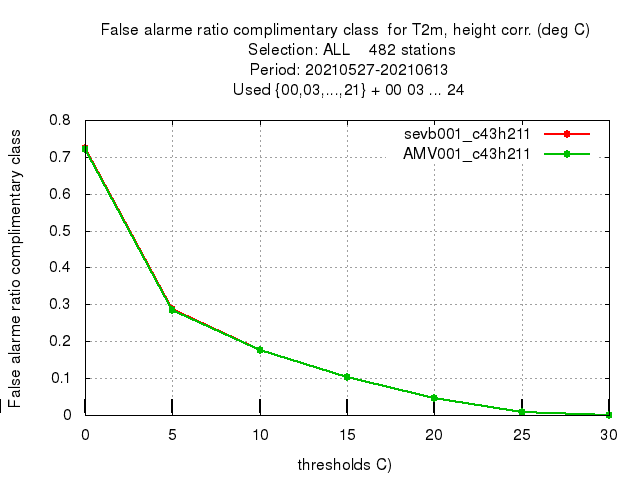 False alarme ratio complimentary class  for T2m, height corr. (deg C)
Selection: ALL    482 stations
Period: 20210527-20210613
Used {00,03,...,21} + 00 03 ... 24
False alarme ratio complimentary class
sevb001_c43h211
AMV001_c43h211
0.8
0.7
0.6
0.5
0.4
0.3
0.2
0.1
0
0 5 10 15 20 25 30
thresholds C)